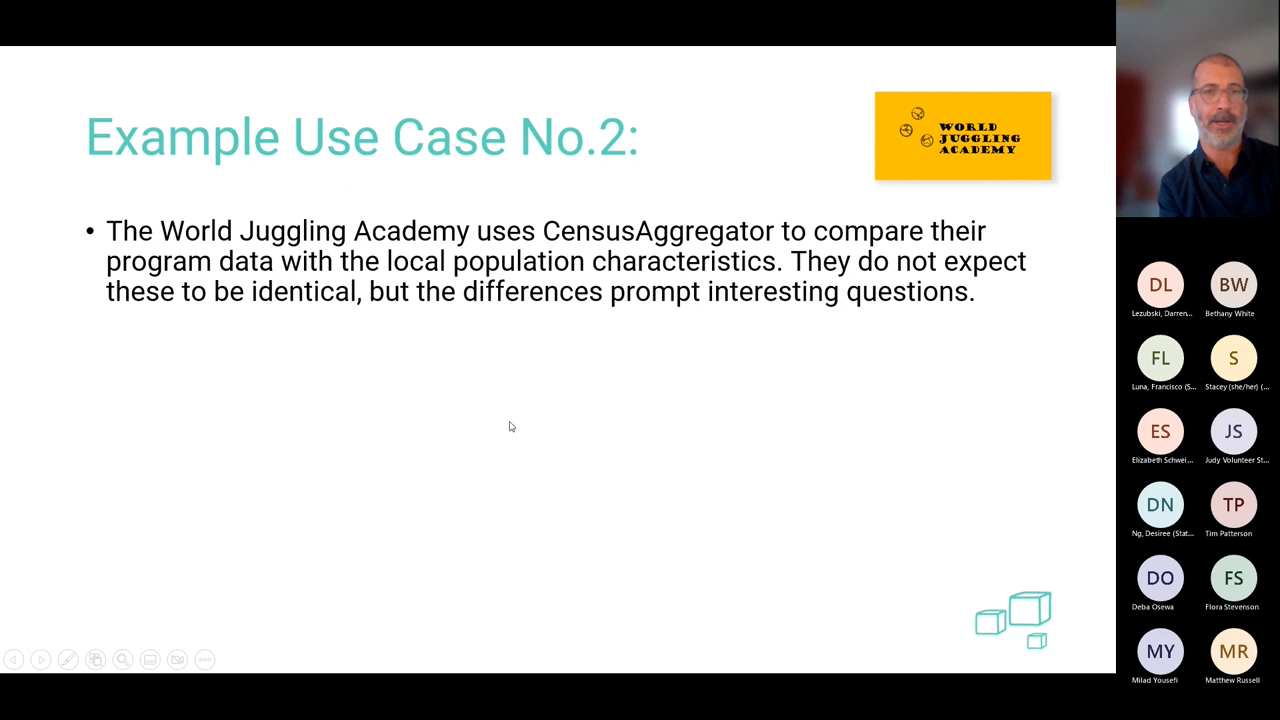 Example Use Case No.2:
WORLD
JUGGLING
ACADEMY
• The World Juggling Academy uses CensusAggregator to compare their
program data with the local population characteristics. They do not expect
these to be identical, but the differences prompt interesting questions.
DL
BW
Lezubski, Darren...
Bethany White
FL
S
Luna, Francisco (S...
Stacey (she/her) (...
ES
JS
Elizabeth Schwei...
Judy Volunteer St...
DN
TP
Ng, Desiree (Stat...
Tim Patterson
DO
FS
Deba Osewa
Flora Stevenson
MY
MR
Milad Yousefi
Matthew Russell